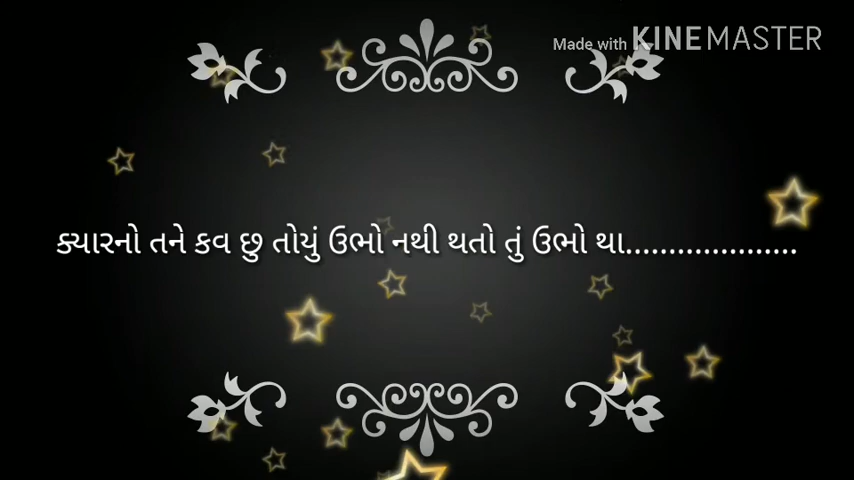 Made with KINEMASTER
ક્યારનો તને કવ છુ તોયું ઉભો નથી થતો તું ઉભો થા....................